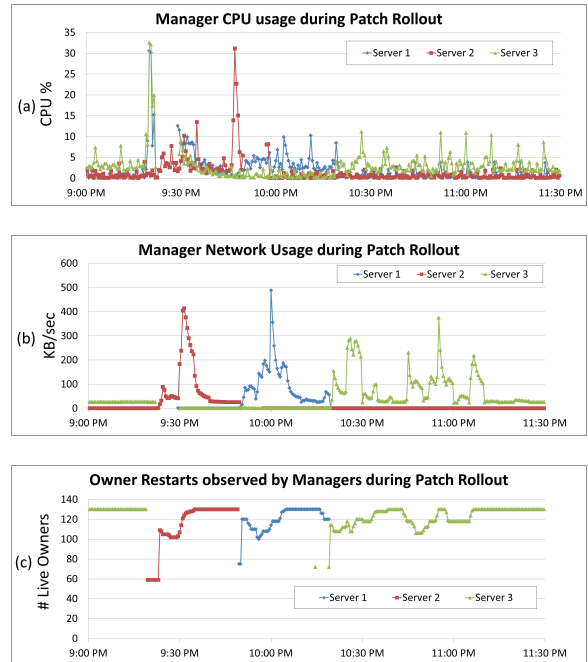 Manager CPU usage during Patch Rollout
35
30
25
20
15
10
5
0
CPU %
(a)
Server 1
Server 2
Server 3
9:00 PM
9:30 PM
10:00 PM
10:30 PM
11:00 PM
11:30 PM
Manager Network Usage during Patch Rollout
600
500
400
300
200
100
0
KB/sec
(b)
Server 1
Server 2
Server 3
9:00 PM
9:30 PM
10:00 PM
10:30 PM
11:00 PM
11:30 PM
Owner Restarts observed by Managers during Patch Rollout
140
120
100
80
60
40
20
0
# Live Owners
(c)
Server 1
Server 2
Server 3
9:00 PM
9:30 PM
10:00 PM
10:30 PM
11:00 PM
11:30 PM